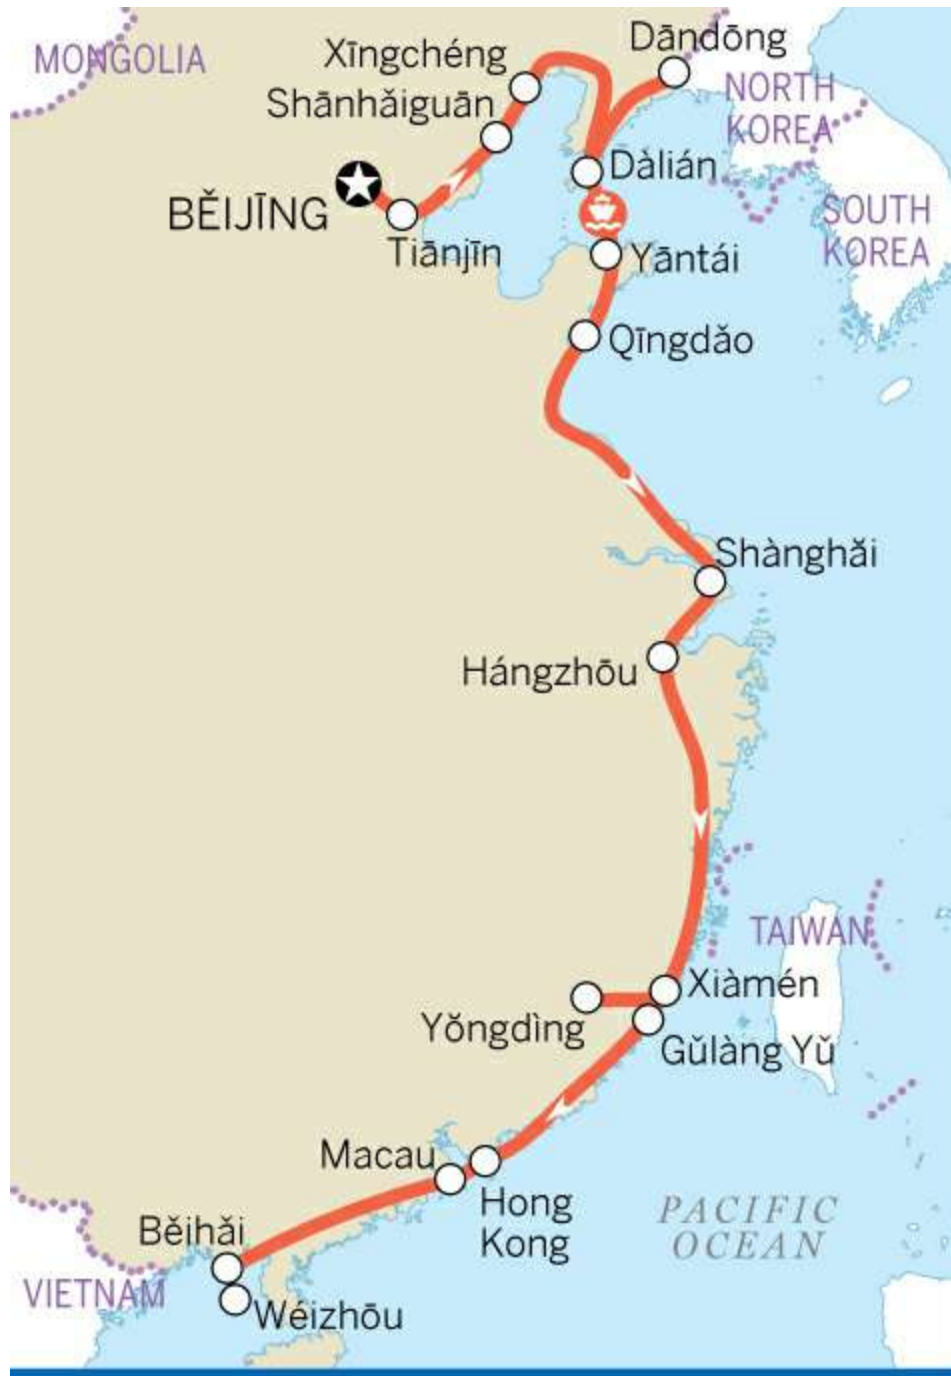 Dāndōng
Xīngchéng
MONGOLIA
NORTH
KOREA
Shānhǎiguān
Dàlián
BĚIJĪNG
SOUTH
KOREA
Tiānjīn
Yāntái
Qīngdǎo
Shànghǎi
Hángzhōu
TAIWAN
Xiàmén
Yǒngdìng
Gǔlàng Yǔ
Macau
Hong
Kong
PACIFIC
OCEAN
Běihǎi
VIETNAM
Wéizhōu